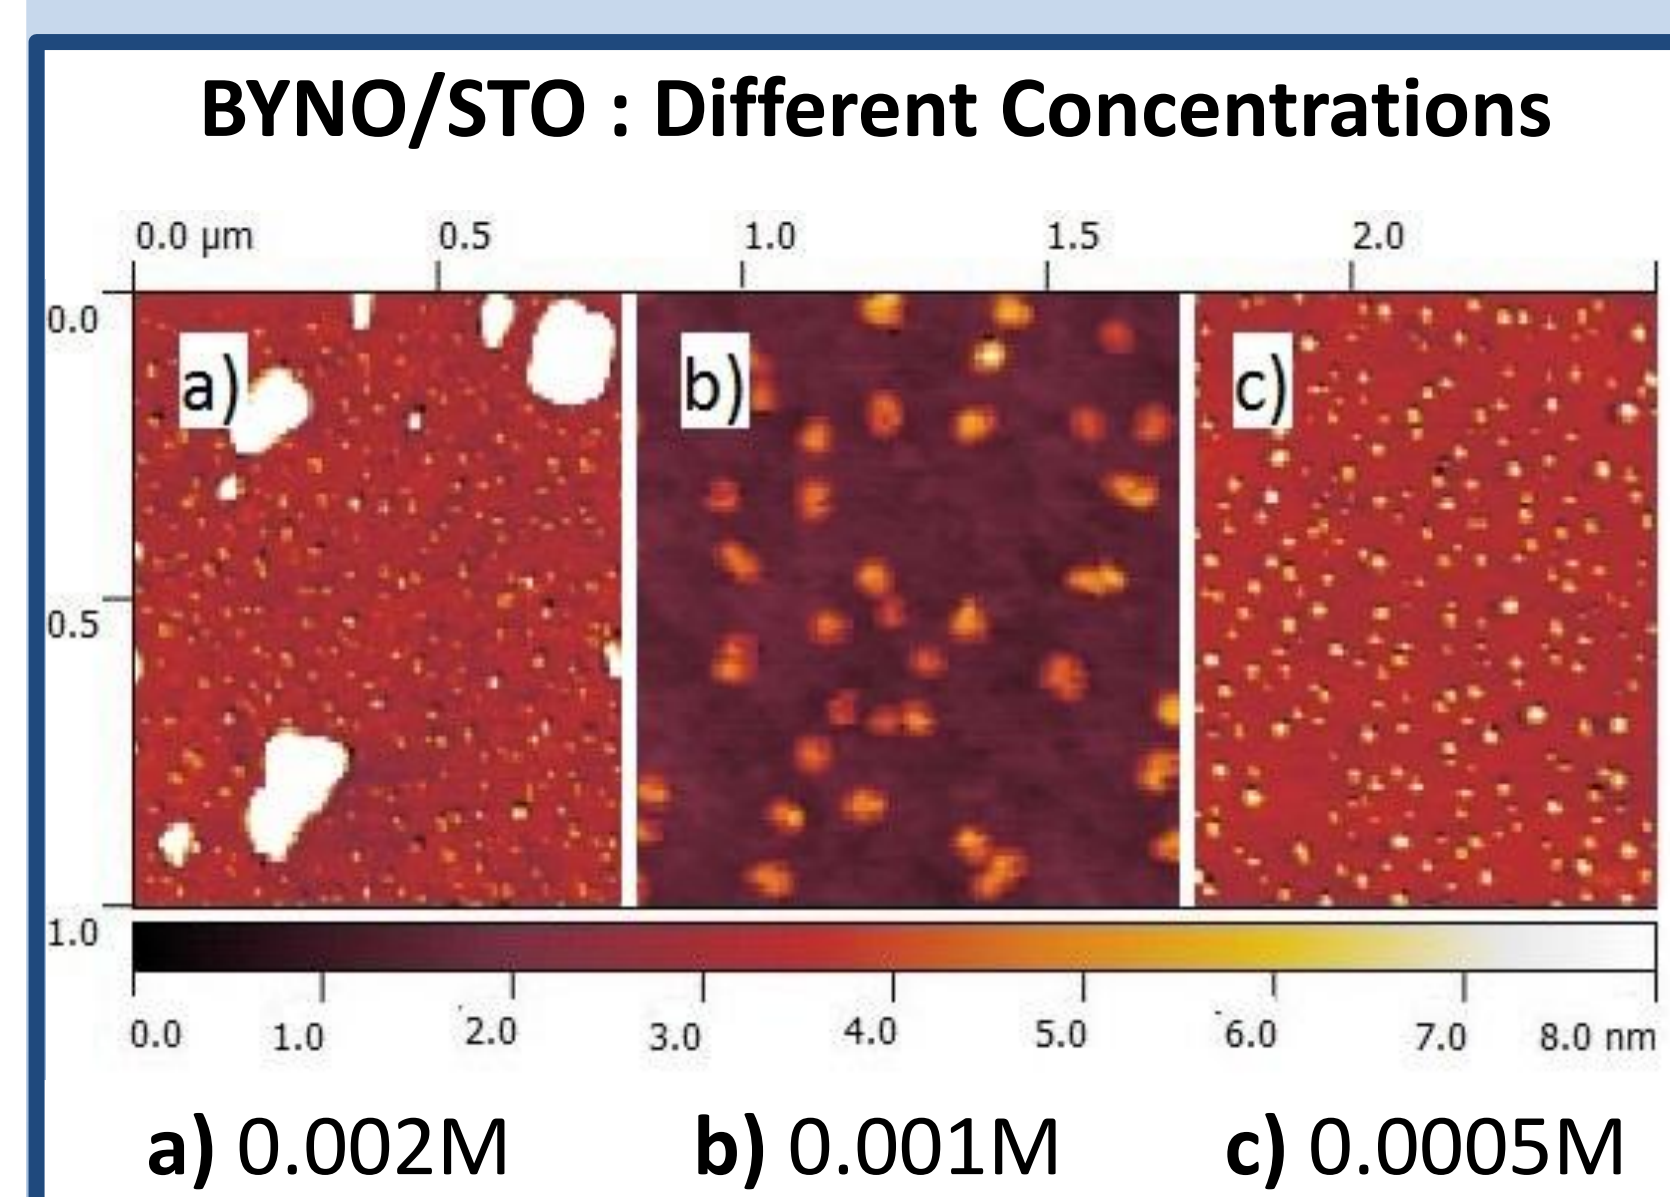 BYNO/STO : Different Concentrations
0.0 µm 0.5 1.0 1.5 2.0
0.0
a) b) c)
0.5
1.0
0.0 1.0 2.0 3.0 4.0 5.0 6.0 7.0 8.0 nm
a) 0.002M b) 0.001M c) 0.0005M